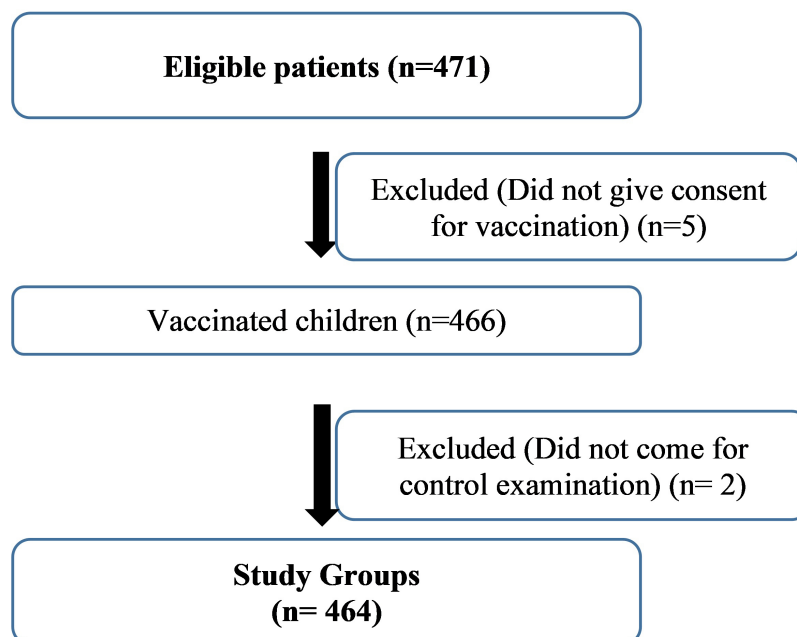 Eligible patients (n=471)
Excluded (Did not give consent
for vaccination) (n=5)
Vaccinated children (n=466)
Excluded (Did not come for
control examination) (n= 2)
Study Groups
(n= 464)